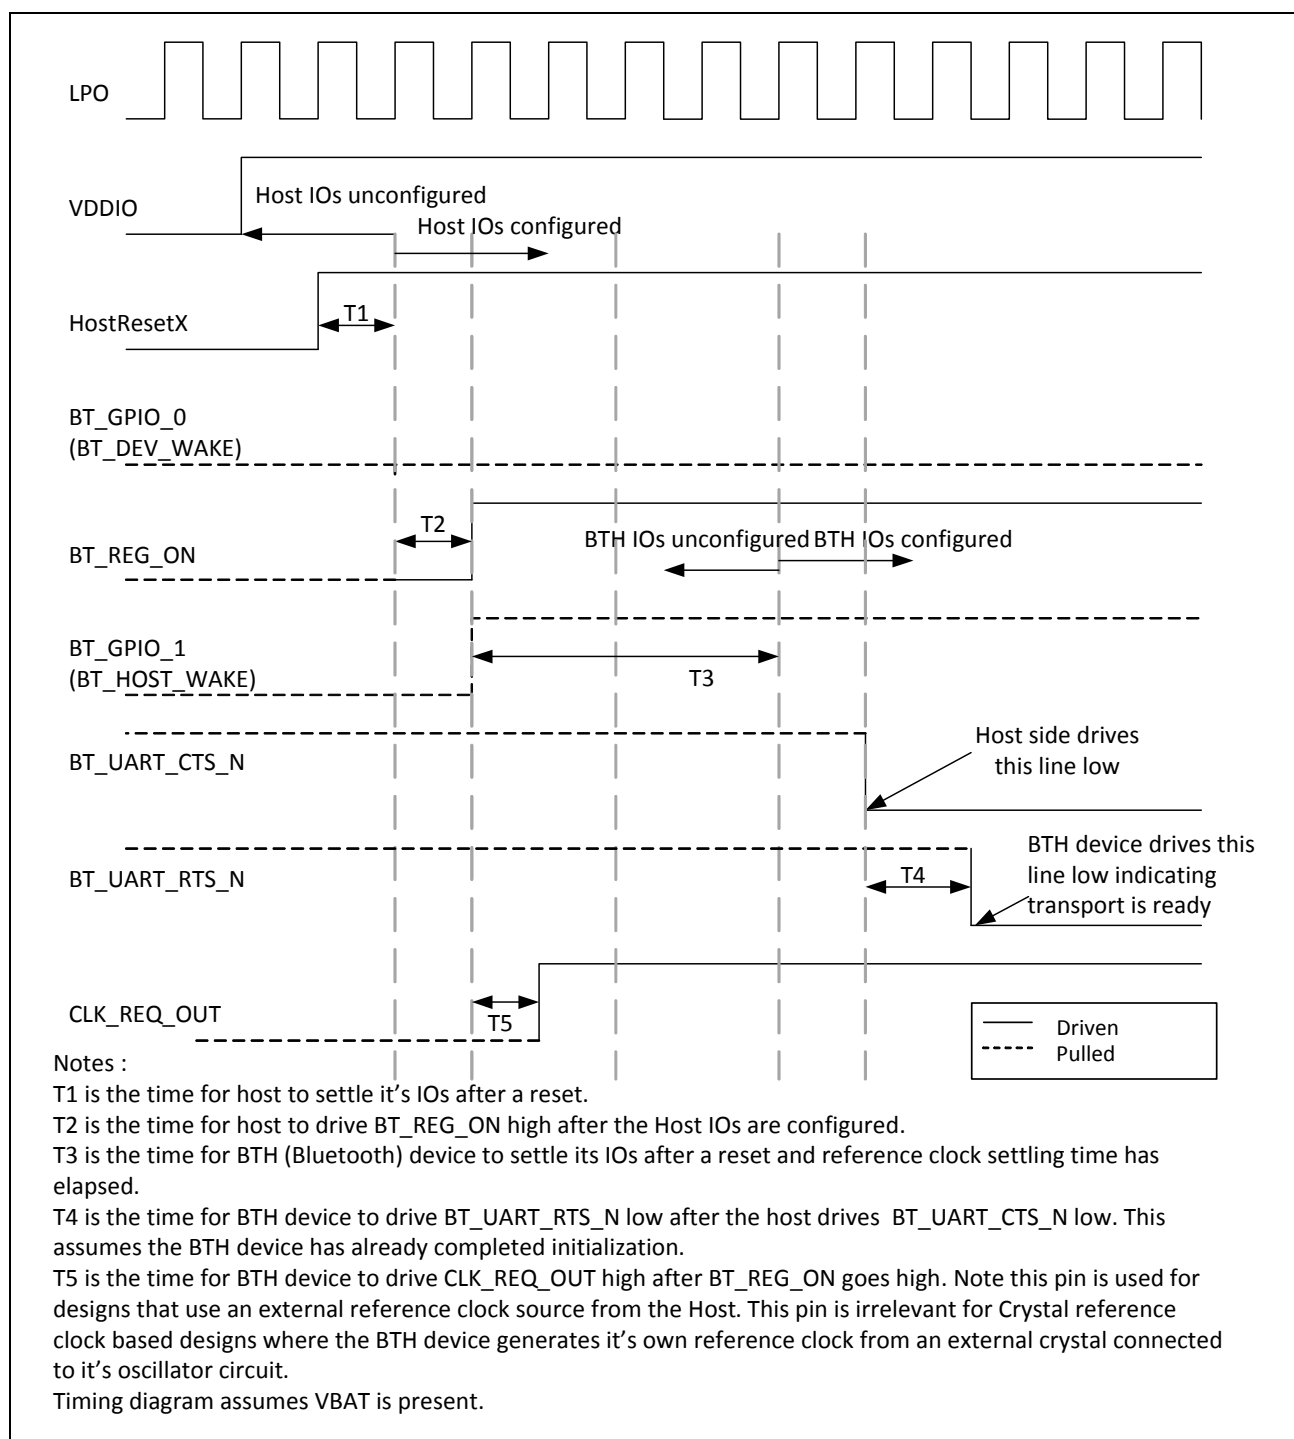 LPO
VDDIO
Host IOs unconfigured
Host IOs configured
HostResetX
T1
BT_GPIO_0
(BT_DEV_WAKE)
T2
BT_REG_ON
BTH IOs unconfigured
BTH IOs configured
BT_GPIO_1
(BT_HOST_WAKE)
T3
BT_UART_CTS_N
Host side drives
this line low
BT_UART_RTS_N
T4
BTH device drives this
line low indicating
transport is ready
CLK_REQ_OUT
T5
Driven
Pulled
Notes :
T1 is the time for host to settle it's IOs after a reset.
T2 is the time for host to drive BT_REG_ON high after the Host IOs are configured.
T3 is the time for BTH (Bluetooth) device to settle its IOs after a reset and reference clock settling time has
elapsed.
T4 is the time for BTH device to drive BT_UART_RTS_N low after the host drives  BT_UART_CTS_N low. This
assumes the BTH device has already completed initialization.
T5 is the time for BTH device to drive CLK_REQ_OUT high after BT_REG_ON goes high. Note this pin is used for
designs that use an external reference clock source from the Host. This pin is irrelevant for Crystal reference
clock based designs where the BTH device generates it's own reference clock from an external crystal connected
to it's oscillator circuit.
Timing diagram assumes VBAT is present.